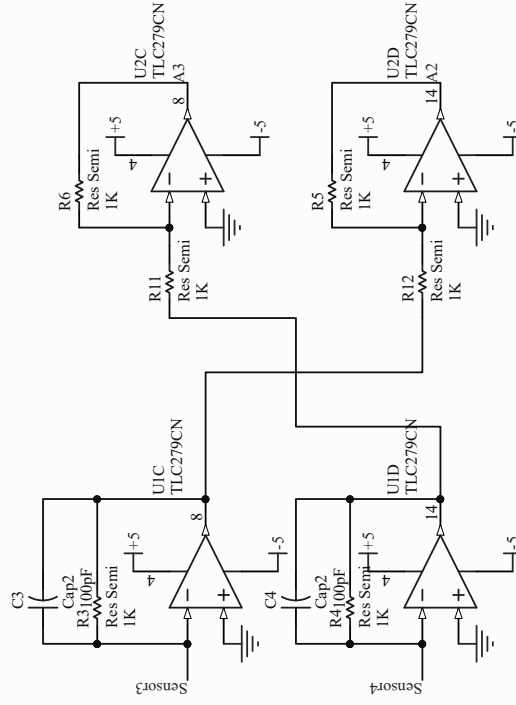 C3
Cap2
100pF
R3
Res Semi
1K
Sensor3
+5
4
-5
8
U1C
TLC279CN
C4
Cap2
100pF
R4
Res Semi
1K
Sensor4
+5
4
-5
14
U1D
TLC279CN
R11
Res Semi
1K
R6
Res Semi
1K
+5
4
-5
8
U2C
TLC279CN
A3
R12
Res Semi
1K
R5
Res Semi
1K
+5
4
-5
14
U2D
TLC279CN
A2